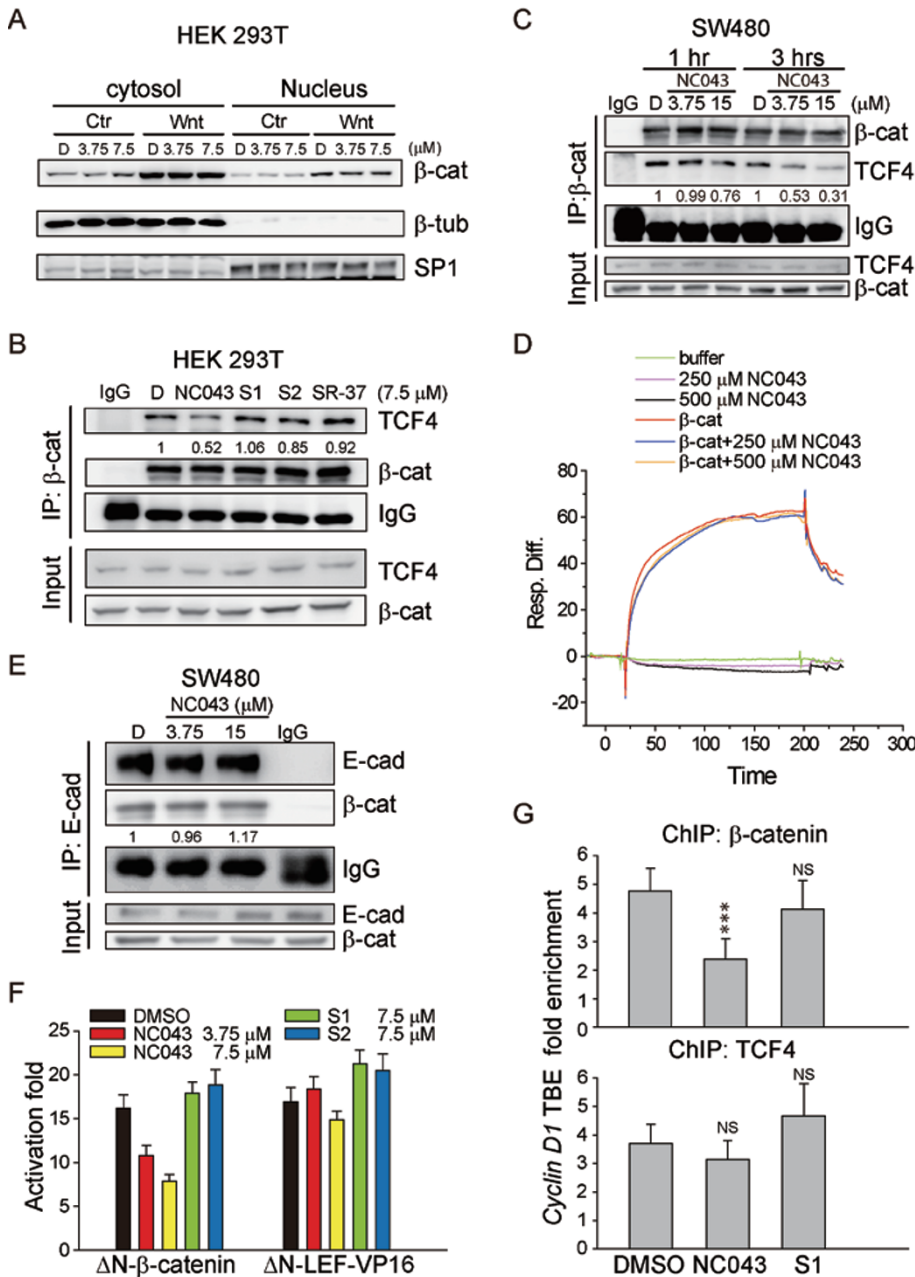 A
HEK 293T
cytosol Nucleus
Ctr Wnt Ctr Wnt
D 3.75 7.5 D 3.75 7.5 D 3.75 7.5 D 3.75 7.5 (μM)
β-cat
β-tub
SP1
B
HEK 293T
IgG D NC043 S1 S2 SR-37 (7.5 μM)
IP: β-cat
TCF4
1 0.52 1.06 0.85 0.92
β-cat
IgG
Input
TCF4
β-cat
C
SW480
1 hr 3 hrs
NC043 NC043
IgG D 3.75 15 D 3.75 15 (μM)
IP:β-cat
β-cat
TCF4
1 0.99 0.76 1 0.53 0.31
IgG
Input
TCF4
β-cat
D
buffer
250 μM NC043
500 μM NC043
β-cat
β-cat+250 μM NC043
β-cat+500 μM NC043
Resp. Diff.
80
60
40
20
0
-20
0 50 100 150 200 250 300
Time
E
SW480
NC043 (μM)
D 3.75 15 IgG
IP: E-cad
E-cad
β-cat
1 0.96 1.17
IgG
Input
E-cad
β-cat
F
DMSO
NC043 3.75 μM
NC043 7.5 μM
S1 7.5 μM
S2 7.5 μM
Activation fold
25
20
15
10
5
0
ΔN-β-catenin ΔN-LEF-VP16
G
ChIP: β-catenin
Cyclin D1 TBE fold enrichment
6
5
4
3
2
1
0
***
NS
ChIP: TCF4
6
5
4
3
2
1
0
NS
NS
DMSO NC043 S1